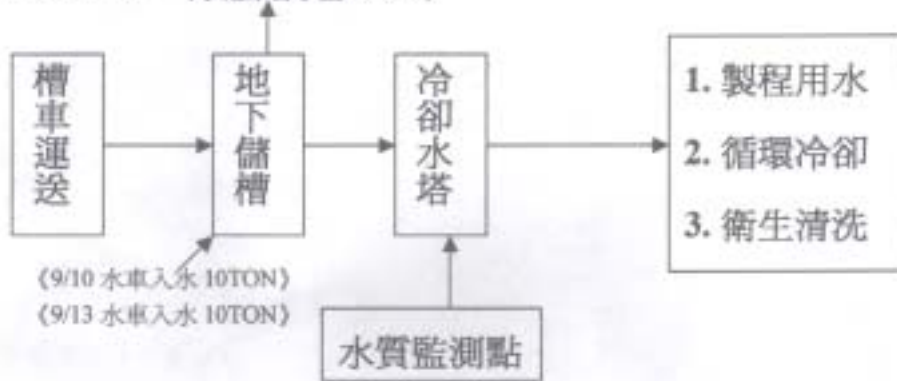 槽車運送
地下儲槽
冷卻水塔
1. 製程用水
2. 循環冷卻
3. 衛生清洗
《9/10 水車入水 10TON》
《9/13 水車入水 10TON》
水質監測點